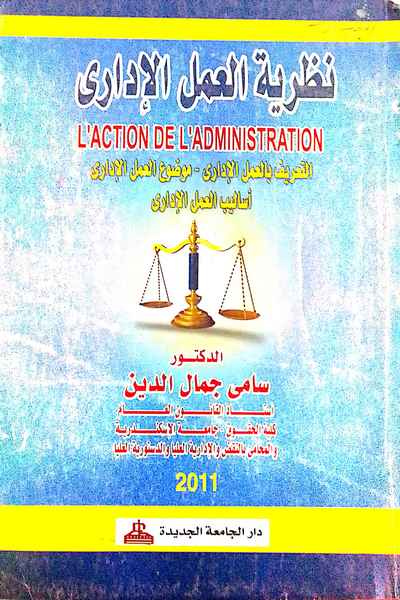 نظرية العمل الإدارى
L'ACTION DE L'ADMINISTRATION
التعريف بالعمل الإدارى - موضوع العمل الإدارى
أساليب العمل الإدارى
الدكتور
سامى جمال الدين
أستاذ القانون العام
كلية الحقوق - جامعة الإسكندرية
والمحامى بالنقض والإدارية العليا والدستورية العليا
2011
دار الجامعة الجديدة